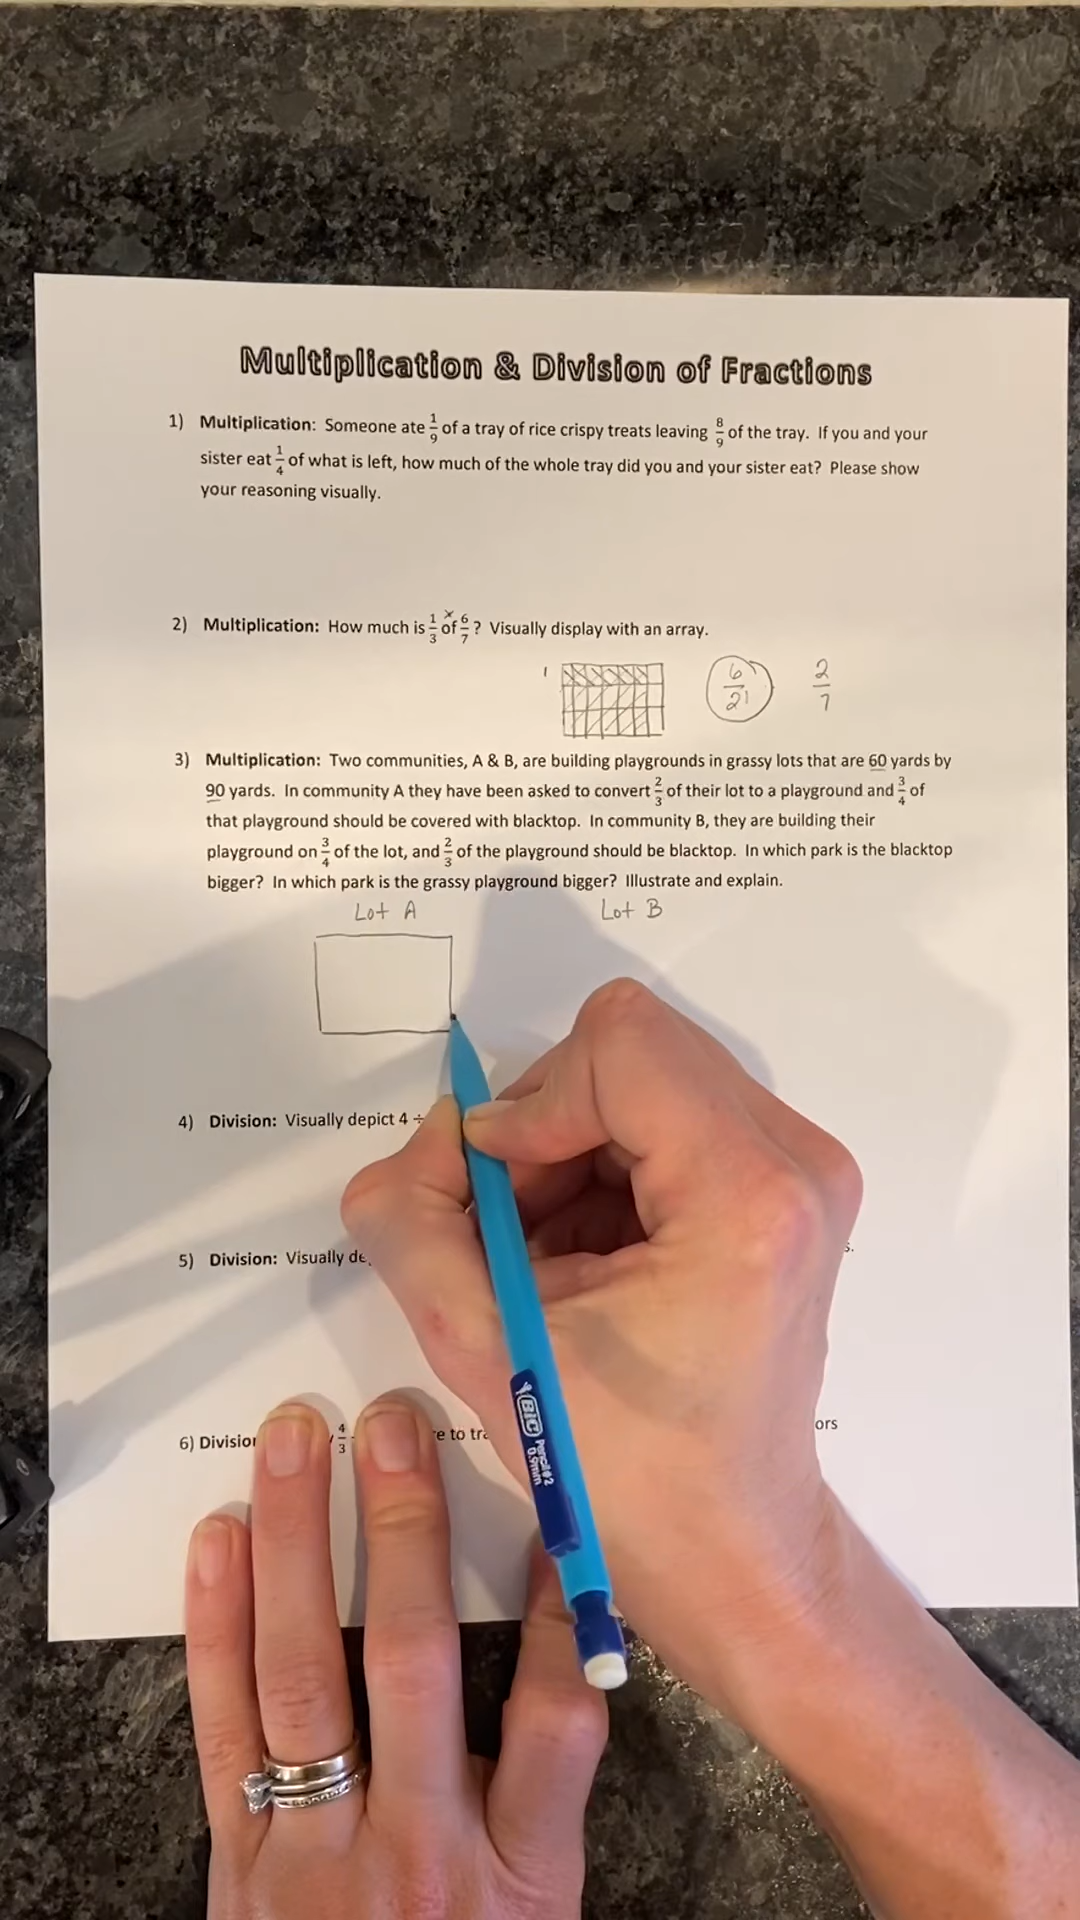 Multiplication & Division of Fractions
1) Multiplication: Someone ate 1/9 of a tray of rice crispy treats leaving 8/9 of the tray. If you and your
sister eat 1/4 of what is left, how much of the whole tray did you and your sister eat? Please show
your reasoning visually.
2) Multiplication: How much is 1/3 of 6/7? Visually display with an array.
×
1
6/21
2/7
3) Multiplication: Two communities, A & B, are building playgrounds in grassy lots that are 60 yards by
90 yards. In community A they have been asked to convert 2/3 of their lot to a playground and 3/4 of
that playground should be covered with blacktop. In community B, they are building their
playground on 3/4 of the lot, and 2/3 of the playground should be blacktop. In which park is the blacktop
bigger? In which park is the grassy playground bigger? Illustrate and explain.
Lot A Lot B
4) Division: Visually depict 4 ÷
5) Division: Visually
6) 4/3 to
BIC
Pencil #2
0.9mm